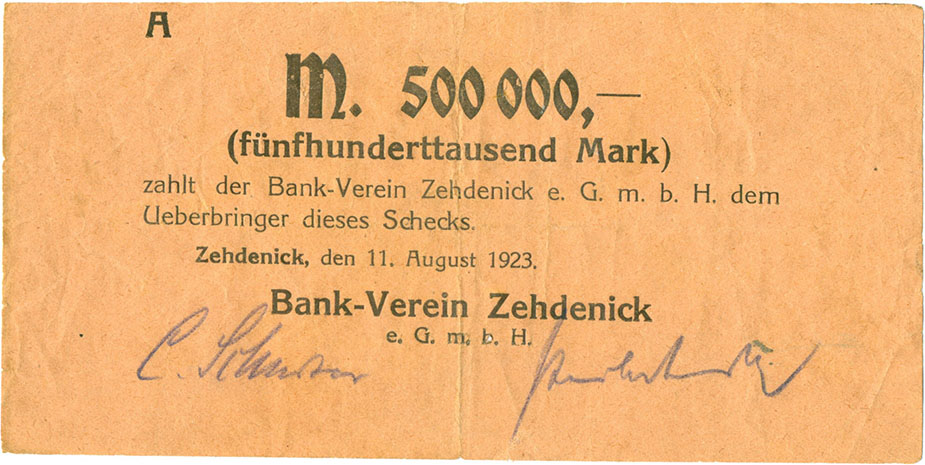 A
M. 500 000,—
(fünfhunderttausend Mark)
zahlt der Bank-Verein Zehdenick e. G. m. b. H. dem
Ueberbringer dieses Schecks.
Zehdenick, den 11. August 1923.
Bank-Verein Zehdenick
e. G. m. b. H.
C. Schuster